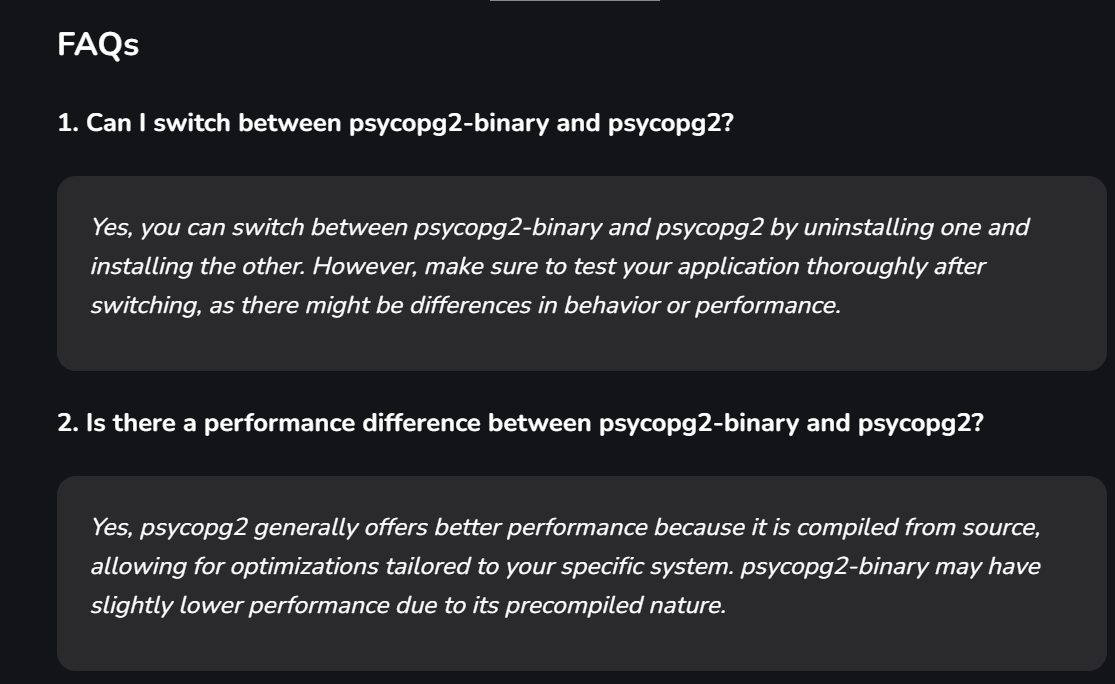 FAQs
1. Can I switch between psycopg2-binary and psycopg2?
Yes, you can switch between psycopg2-binary and psycopg2 by uninstalling one and
installing the other. However, make sure to test your application thoroughly after
switching, as there might be differences in behavior or performance.
2. Is there a performance difference between psycopg2-binary and psycopg2?
Yes, psycopg2 generally offers better performance because it is compiled from source,
allowing for optimizations tailored to your specific system. psycopg2-binary may have
slightly lower performance due to its precompiled nature.